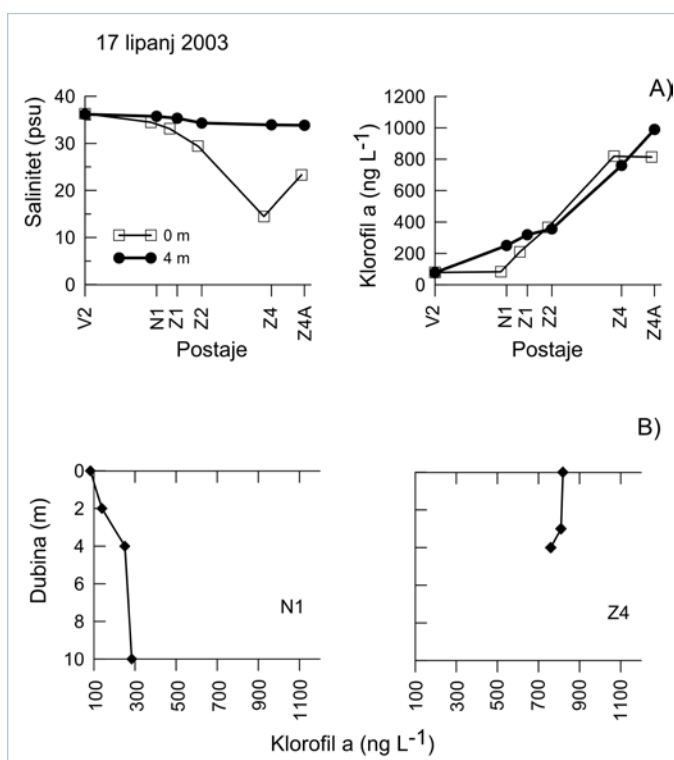 17 lipanj 2003
A)
Salinitet (psu)
40
30
20
10
0
0 m
4 m
V2
N1
Z1
Z2
Z4
Z4A
Postaje
Klorofil a (ng L-1)
1200
1000
800
600
400
200
0
V2
N1
Z1
Z2
Z4
Z4A
Postaje
B)
Dubina (m)
0
2
4
6
8
10
N1
100
300
500
700
900
1100
Z4
100
300
500
700
900
1100
Klorofil a (ng L-1)